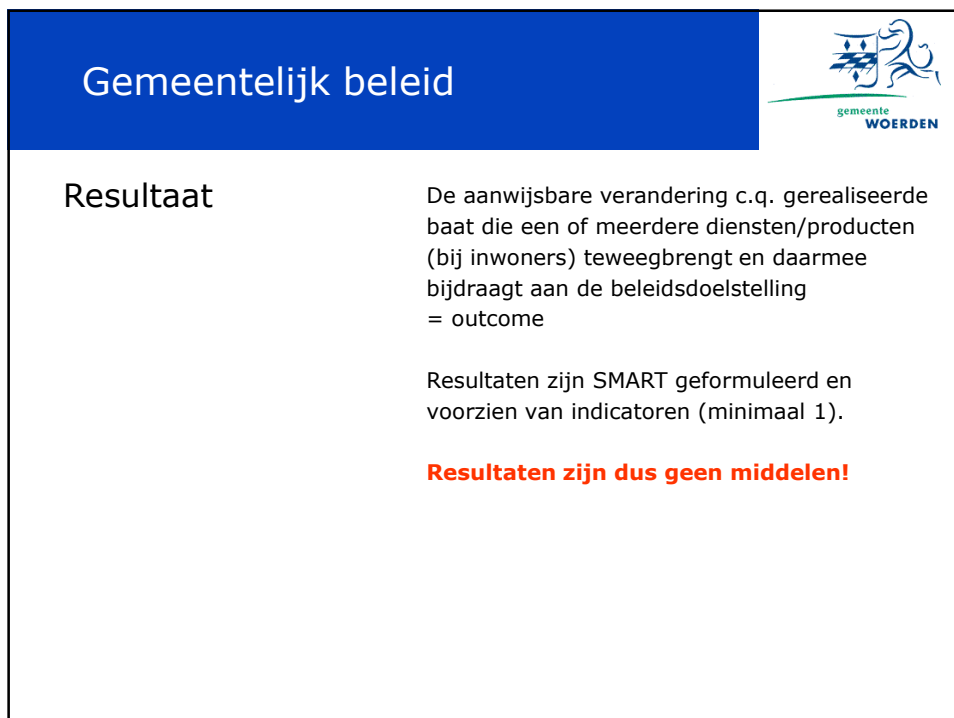 Gemeentelijk beleid
gemeente
WOERDEN
Resultaat
De aanwijsbare verandering c.q. gerealiseerde
baat die een of meerdere diensten/producten
(bij inwoners) teweegbrengt en daarmee
bijdraagt aan de beleidsdoelstelling
= outcome
Resultaten zijn SMART geformuleerd en
voorzien van indicatoren (minimaal 1).
Resultaten zijn dus geen middelen!